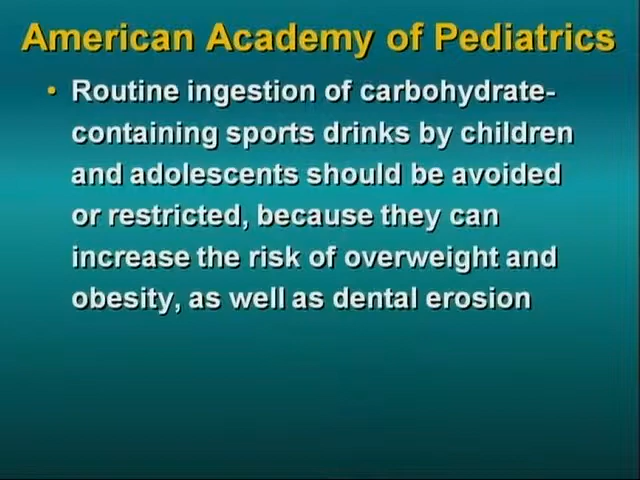 American Academy of Pediatrics
• Routine ingestion of carbohydrate-
containing sports drinks by children
and adolescents should be avoided
or restricted, because they can
increase the risk of overweight and
obesity, as well as dental erosion